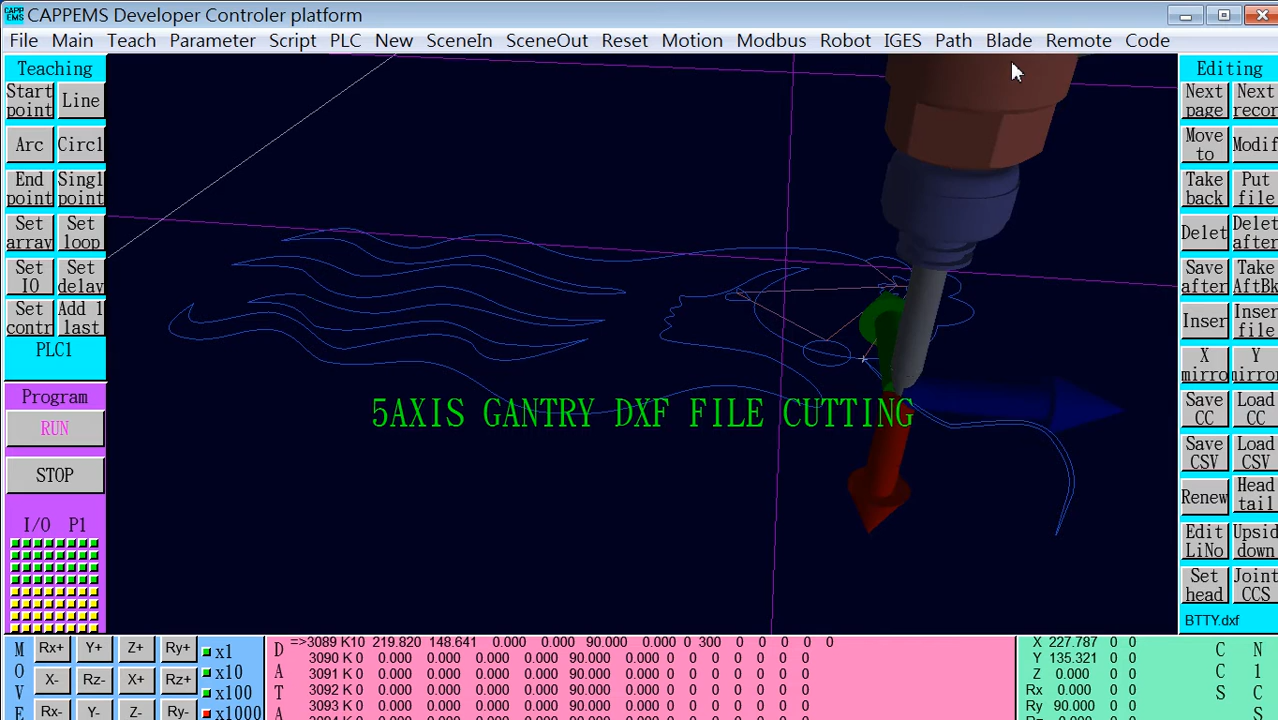 CAPP EMS CAPPEMS Developer Controler platform
File Main Teach Parameter Script PLC New SceneIn SceneOut Reset Motion Modbus Robot IGES Path Blade Remote Code
Teaching
Start point Line
Arc Circl
End point Singl point
Set array Set loop
Set IO Set delay
Set contr Add 1 last
PLC1
Program
RUN
STOP
I/O P1
5AXIS GANTRY DXF FILE CUTTING
Editing
Next page Next recor
Move to Modif
Take back Put file
Delet Delet after
Save after Take AftBk
Inser Inser file
X mirro Y mirro
Save CC Load CC
Save CSV Load CSV
Renew Head tail
Edit LiNo Upsid down
Set head Joint CCS
BTTY.dxf
MOVE
Rx+ Y+ Z+ Ry+
X- Rz- X+ Rz+
Rx- Y- Z- Ry-
x1
x10
x100
x1000
DATA
=>3089 K10 219.820 148.641 0.000 0.000 90.000 0.000 0 300 0 0 0 0
3090 K 0 0.000 0.000 0.000 0.000 90.000 0.000 0 0 0 0 0 0
3091 K 0 0.000 0.000 0.000 0.000 90.000 0.000 0 0 0 0 0 0
3092 K 0 0.000 0.000 0.000 0.000 90.000 0.000 0 0 0 0 0 0
3093 K 0 0.000 0.000 0.000 0.000 90.000 0.000 0 0 0 0 0 0
X 227.787 0 0
Y 135.321 0 0
Z 0.000 0 0
Rx 0.000 0 0
Ry 90.000 0 0
CCS
N1CS